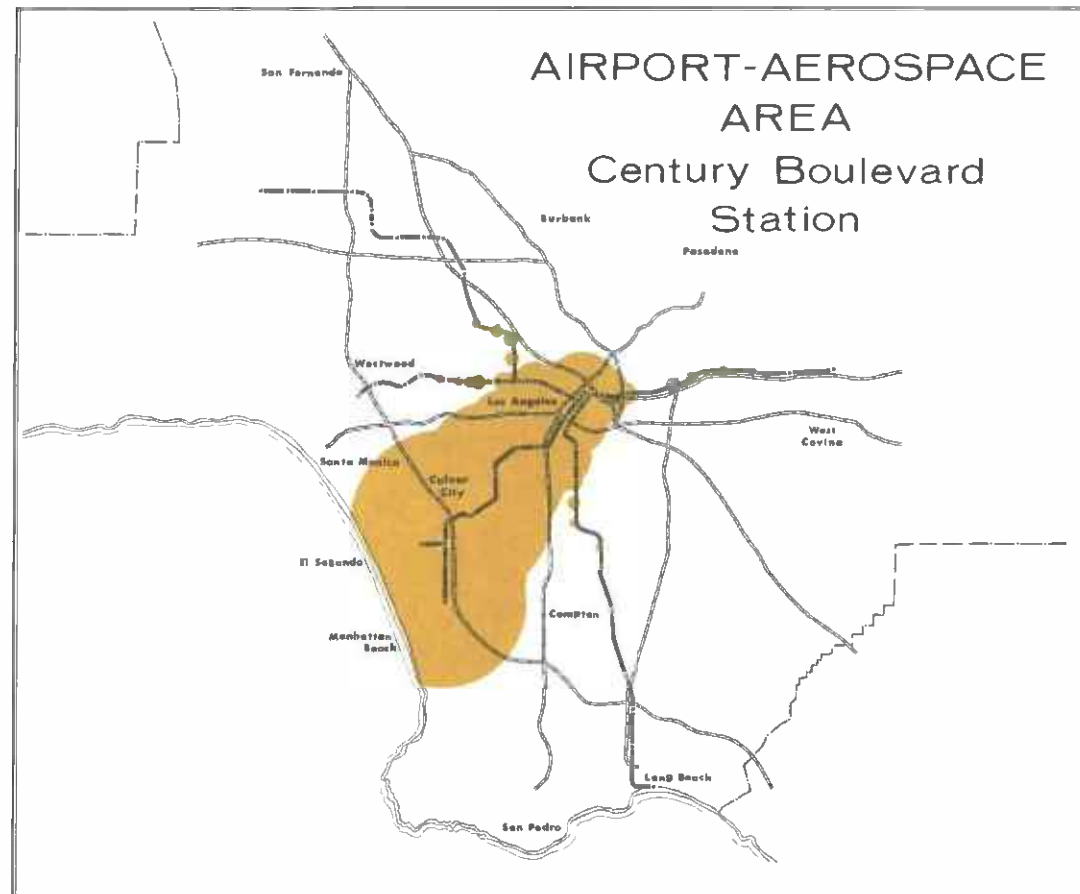 AIRPORT-AEROSPACE
AREA
Century Boulevard
Station
San Fernando
Burbank
Pasadena
Westwood
Los Angeles
West
Covina
Santa Monica
Culver
City
El Segundo
Compton
Manhattan
Beach
Long Beach
San Pedro